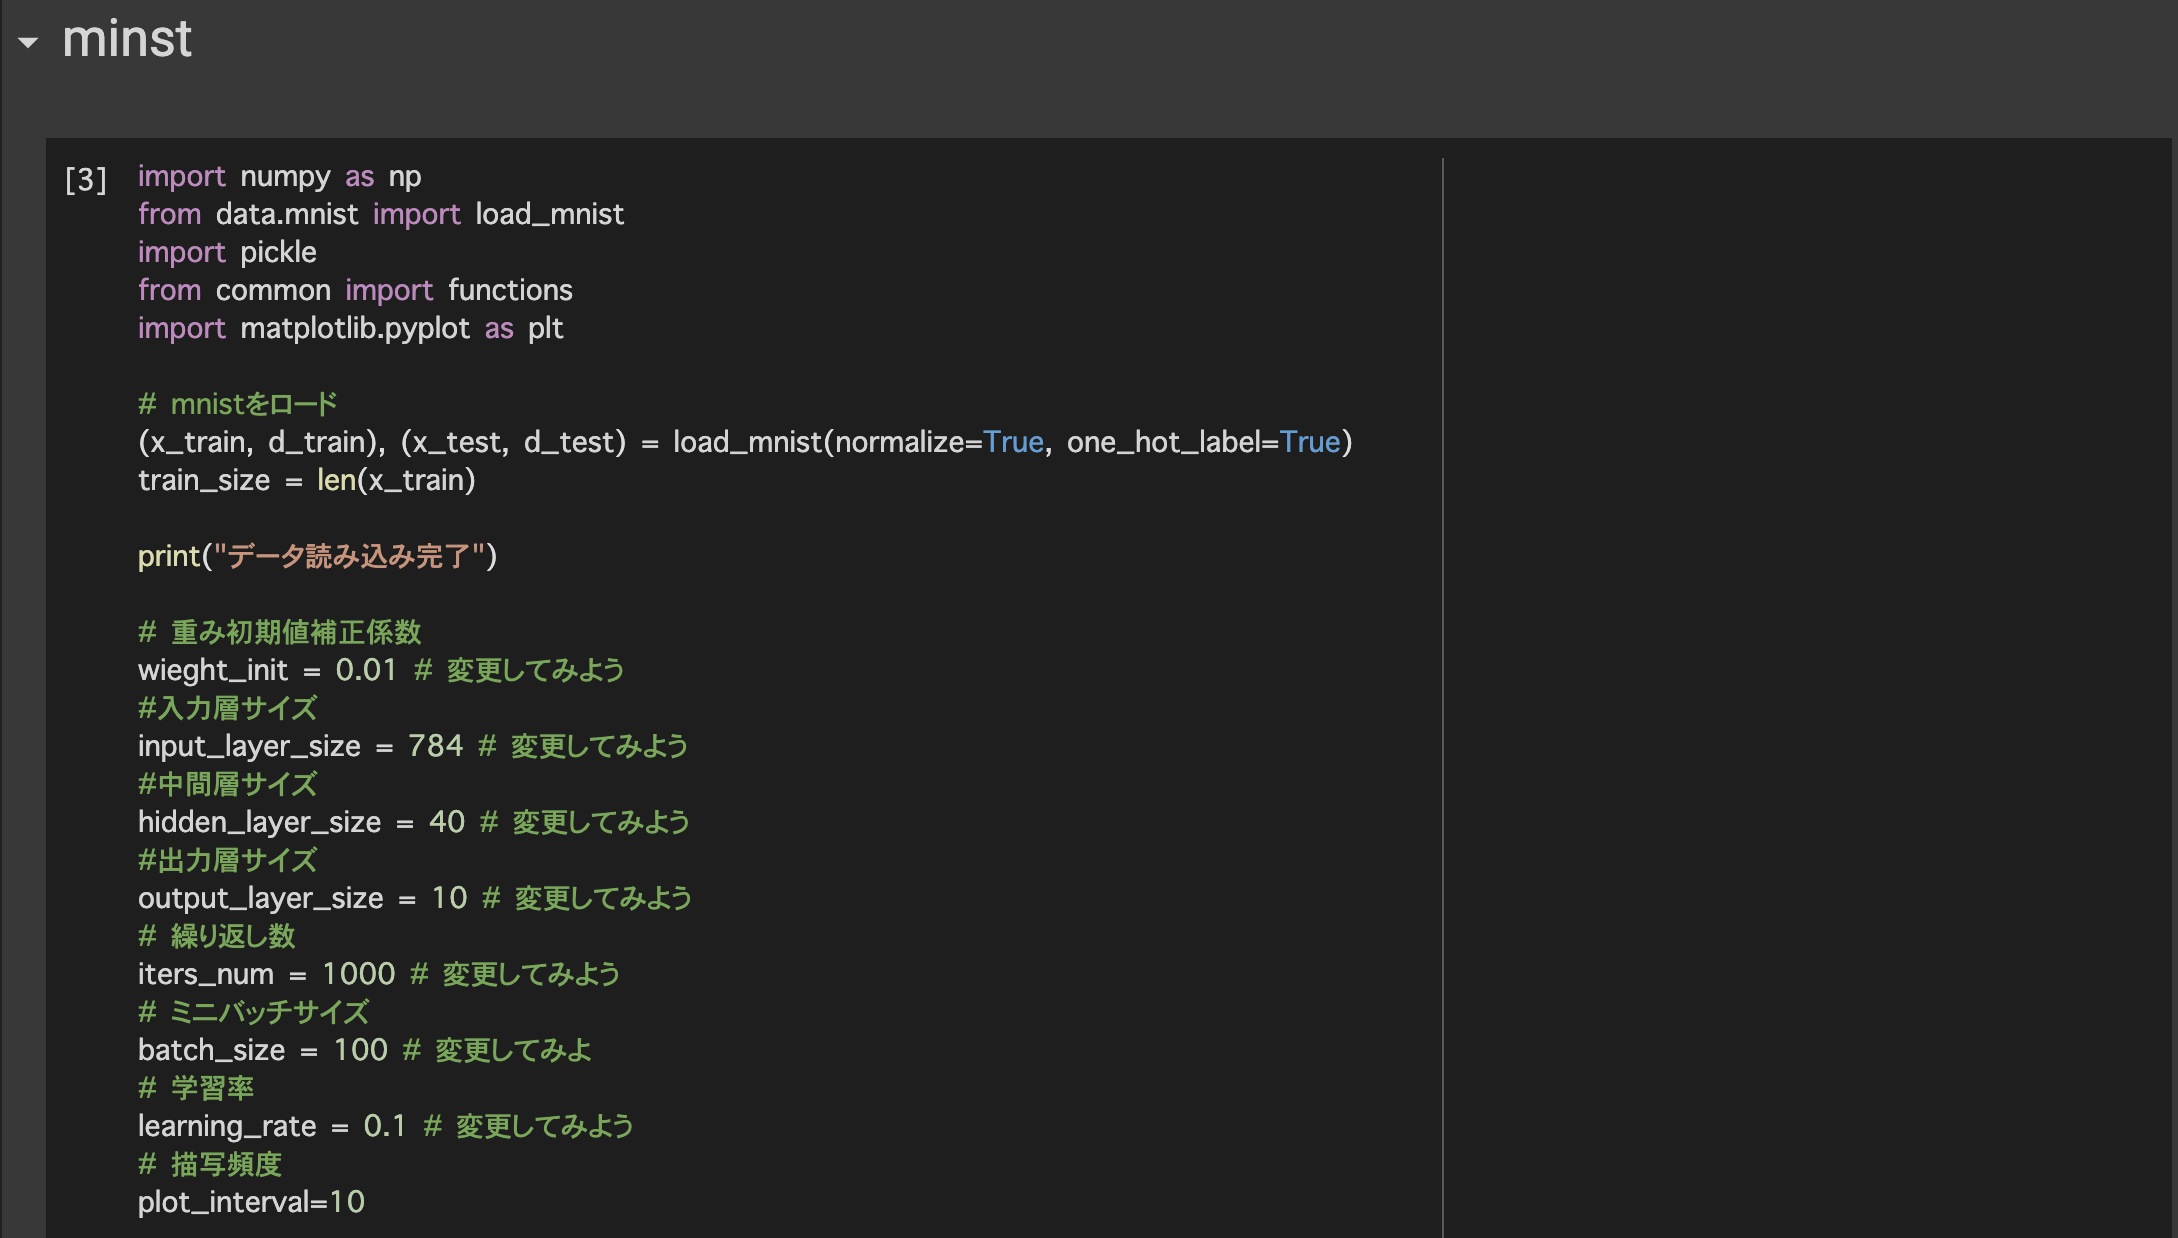 minst
[3]
import numpy as np
from data.mnist import load_mnist
import pickle
from common import functions
import matplotlib.pyplot as plt
# mnistをロード
(x_train, d_train), (x_test, d_test) = load_mnist(normalize=True, one_hot_label=True)
train_size = len(x_train)
print("データ読み込み完了")
# 重み初期値補正係数
wieght_init = 0.01 # 変更してみよう
#入力層サイズ
input_layer_size = 784 # 変更してみよう
#中間層サイズ
hidden_layer_size = 40 # 変更してみよう
#出力層サイズ
output_layer_size = 10 # 変更してみよう
# 繰り返し数
iters_num = 1000 # 変更してみよう
# ミニバッチサイズ
batch_size = 100 # 変更してみよ
# 学習率
learning_rate = 0.1 # 変更してみよう
# 描写頻度
plot_interval=10